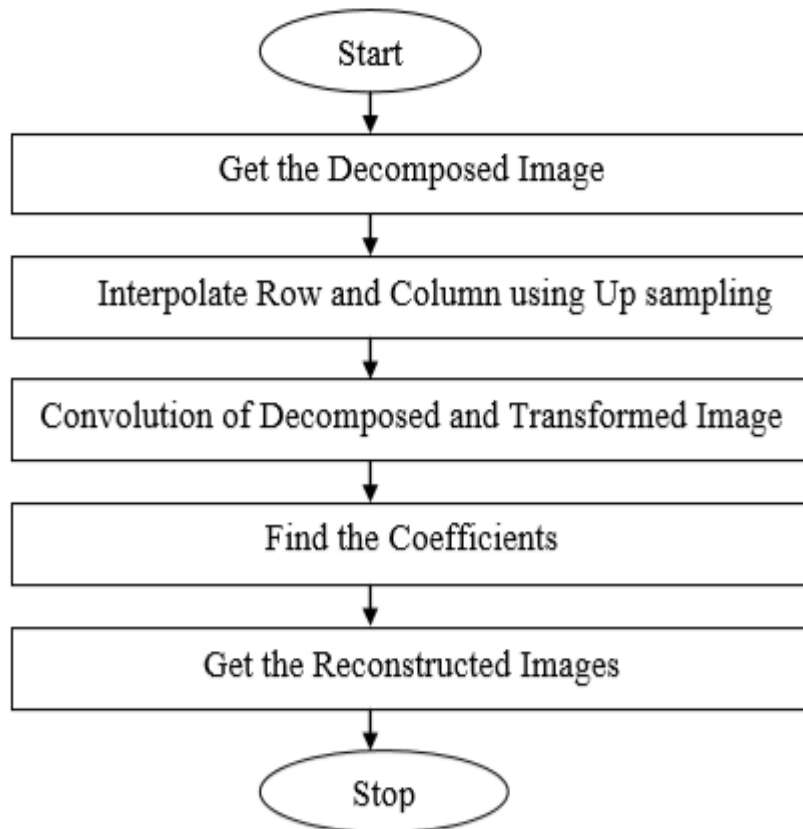 Start
Get the Decomposed Image
Interpolate Row and Column using Up sampling
Convolution of Decomposed and Transformed Image
Find the Coefficients
Get the Reconstructed Images
Stop